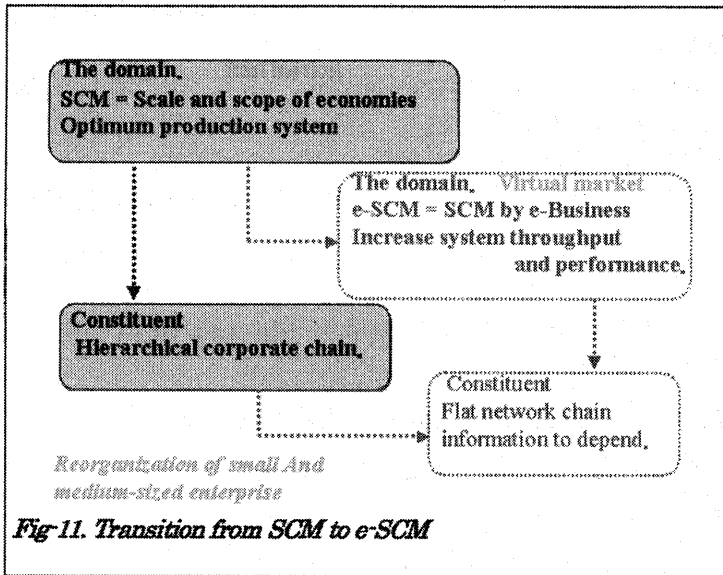 The domain.
SCM = Scale and scope of economies
Optimum production system
The domain. Virtual market
e-SCM = SCM by e-Business
Increase system throughput
and performance.
Constituent
Hierarchical corporate chain.
Constituent
Flat network chain
information to depend.
Reorganization of small And
medium-sized enterprise
Fig-11. Transition from SCM to e-SCM